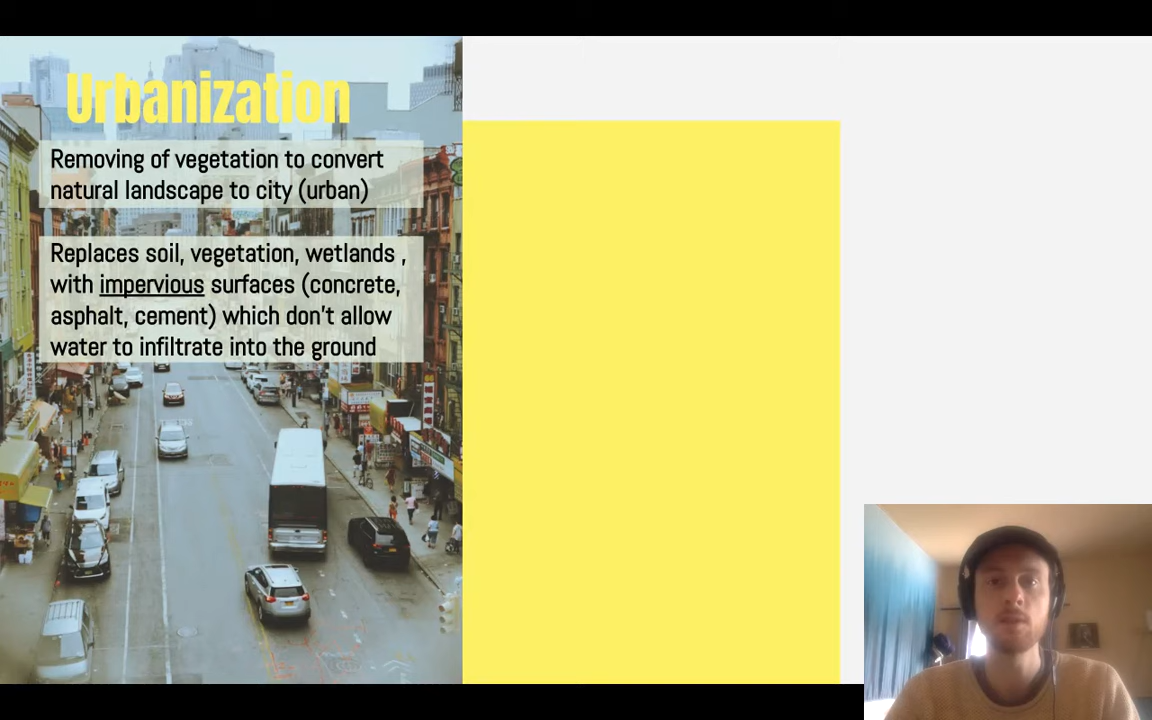 Urbanization
Removing of vegetation to convert
natural landscape to city (urban)
Replaces soil, vegetation, wetlands ,
with impervious surfaces (concrete,
asphalt, cement) which don't allow
water to infiltrate into the ground